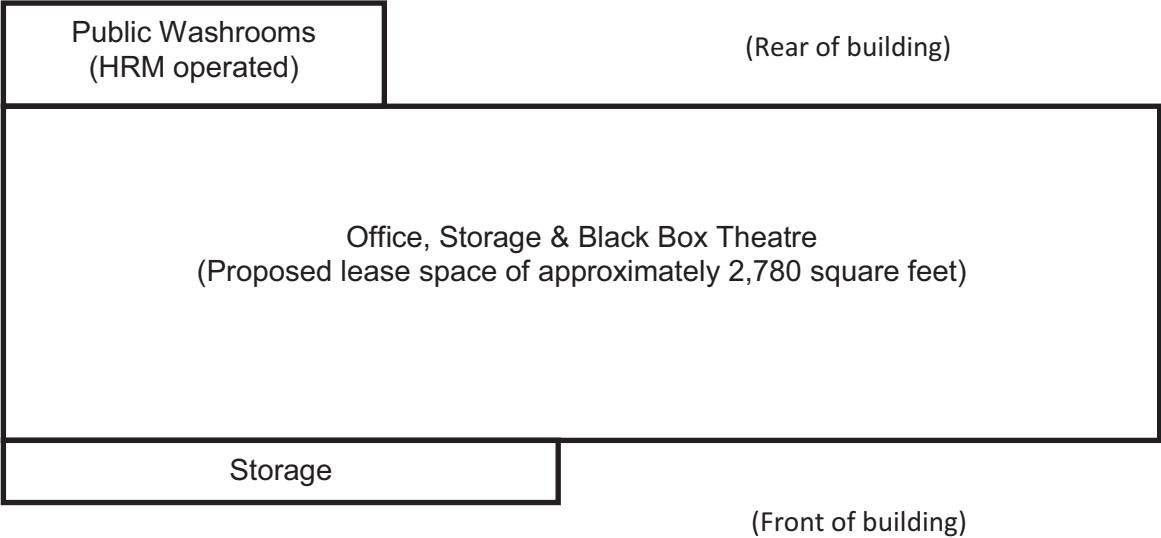 Public Washrooms
(HRM operated)
(Rear of building)
Office, Storage & Black Box Theatre
(Proposed lease space of approximately 2,780 square feet)
Storage
(Front of building)